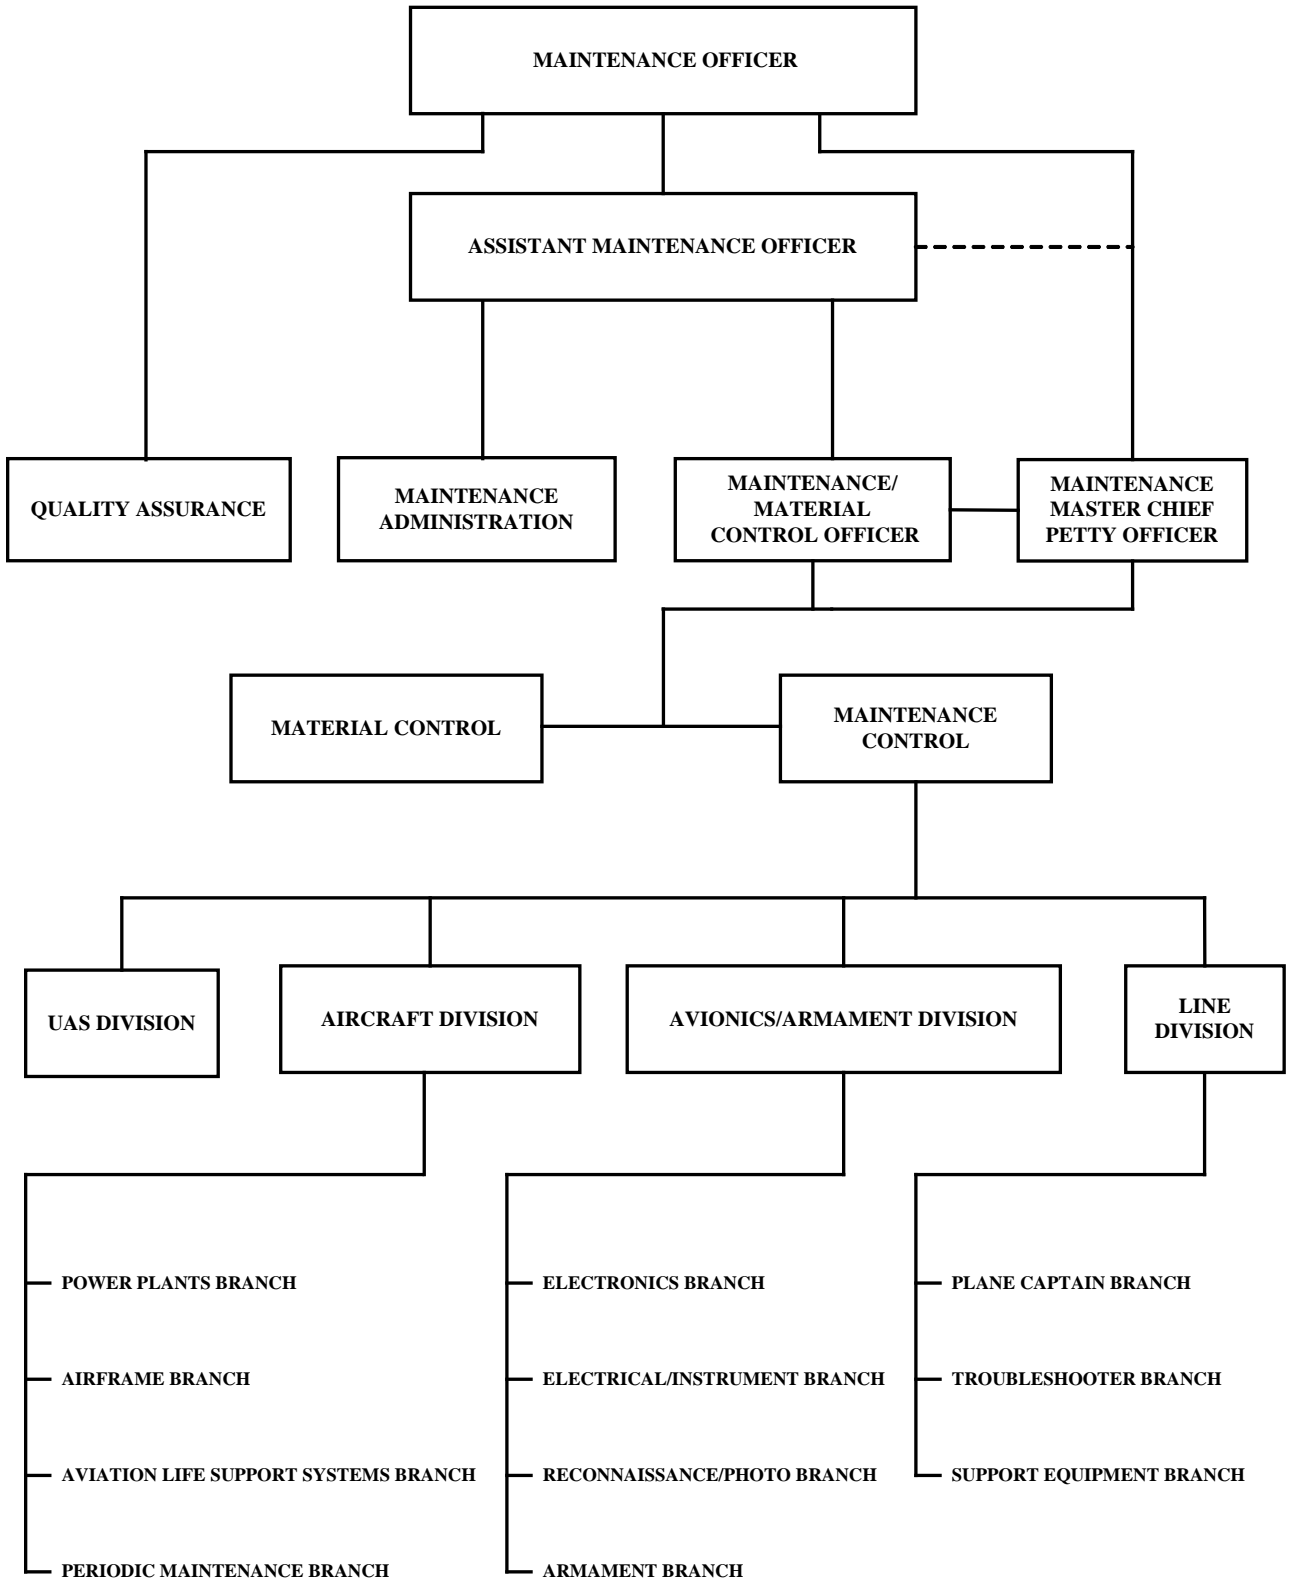 MAINTENANCE OFFICER
ASSISTANT MAINTENANCE OFFICER
QUALITY ASSURANCE
MAINTENANCE
ADMINISTRATION
MAINTENANCE/
MATERIAL
CONTROL OFFICER
MAINTENANCE
MASTER CHIEF
PETTY OFFICER
MATERIAL CONTROL
MAINTENANCE
CONTROL
UAS DIVISION
AIRCRAFT DIVISION
AVIONICS/ARMAMENT DIVISION
LINE
DIVISION
POWER PLANTS BRANCH
AIRFRAME BRANCH
AVIATION LIFE SUPPORT SYSTEMS BRANCH
PERIODIC MAINTENANCE BRANCH
ELECTRONICS BRANCH
ELECTRICAL/INSTRUMENT BRANCH
RECONNAISSANCE/PHOTO BRANCH
ARMAMENT BRANCH
PLANE CAPTAIN BRANCH
TROUBLESHOOTER BRANCH
SUPPORT EQUIPMENT BRANCH